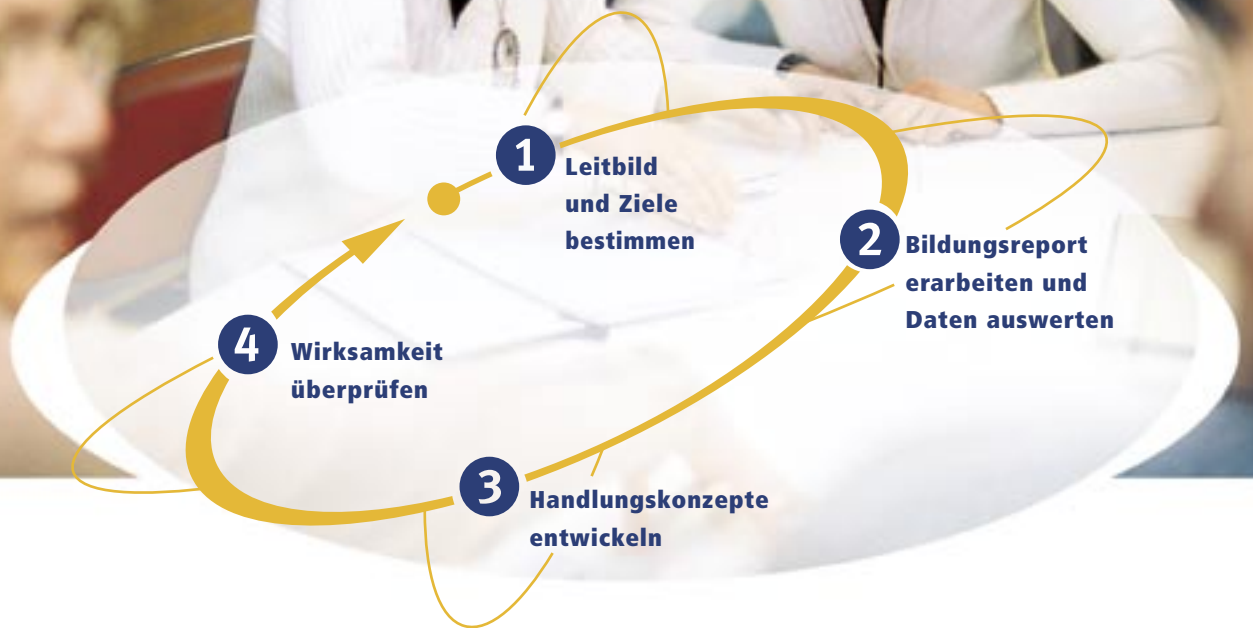 1
Leitbild
und Ziele
bestimmen
2
Bildungsreport
erarbeiten und
Daten auswerten
3
Handlungskonzepte
entwickeln
4
Wirksamkeit
überprüfen